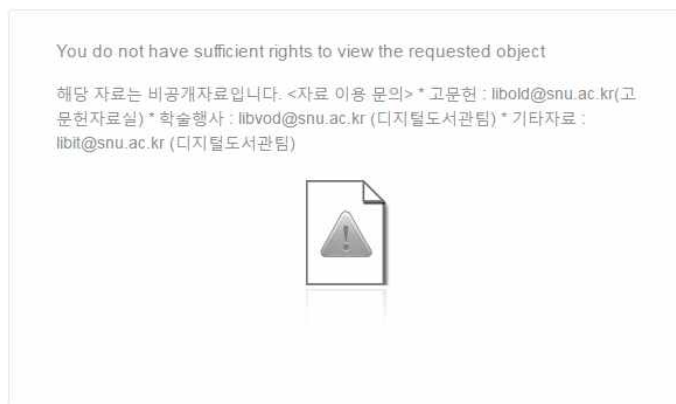 You do not have sufficient rights to view the requested object
해당 자료는 비공개자료입니다. <자료 이용 문의> * 고문헌 : libold@snu.ac.kr(고
문헌자료실) * 학술행사 : libvod@snu.ac.kr (디지털도서관팀) * 기타자료 :
libit@snu.ac.kr (디지털도서관팀)